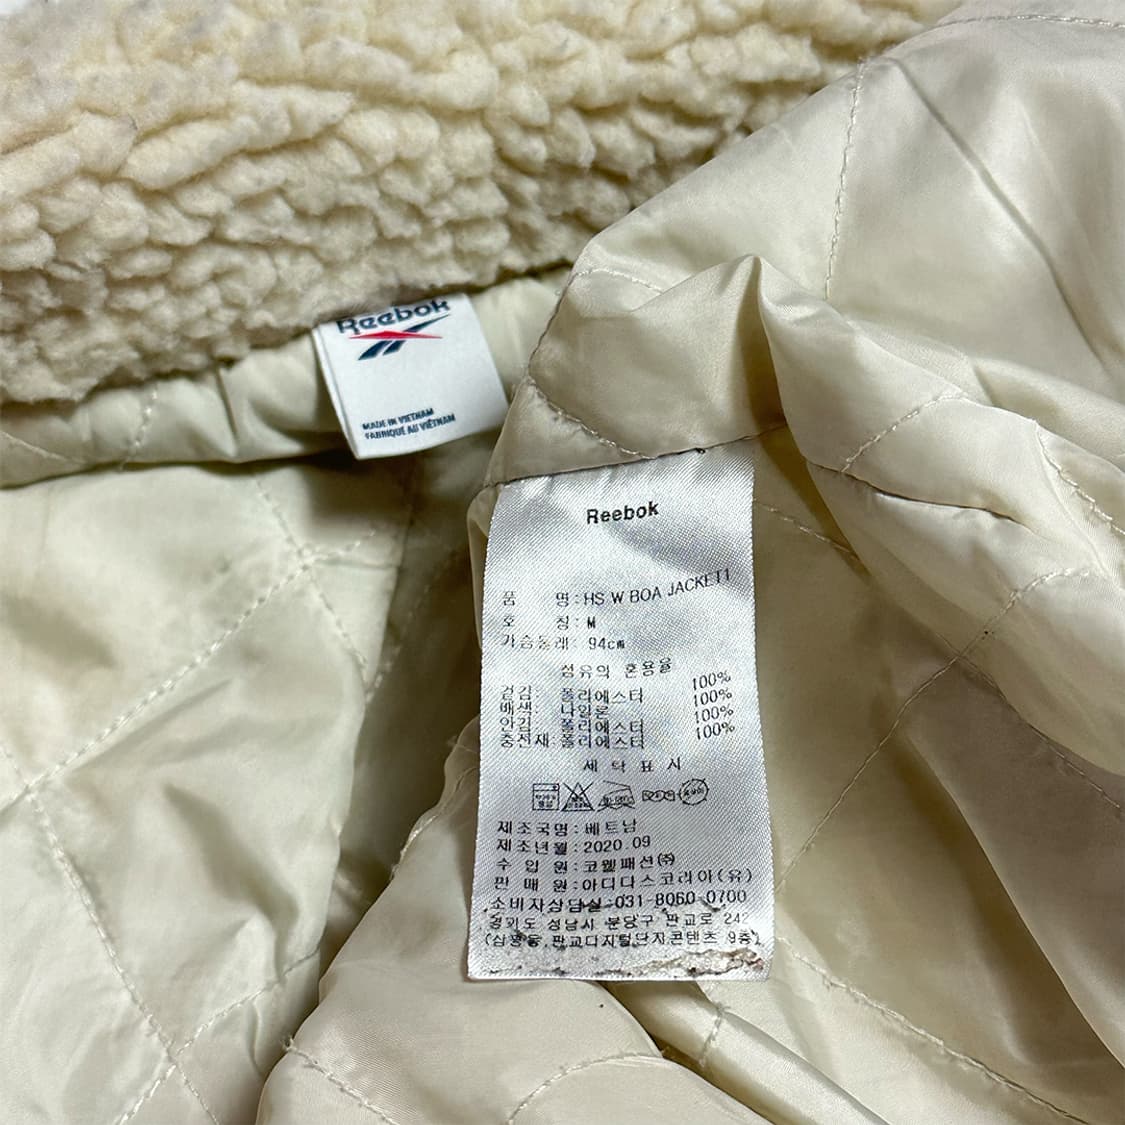 Reebok
MADE IN VIETNAM
FABRIQUÉ AU VIÊTNAM
Reebok
품 명: HS W BOA JACKET1
호 칭: M
가슴둘레: 94cm
섬유의 혼용율
겉감: 폴리에스터 100%
배색: 나일론 100%
안감: 폴리에스터 100%
충전재: 폴리에스터 100%
세탁표시
제조국명: 베트남
제조년월: 2020.09
수 입 원: 코웰패션㈜
판 매 원: 아디다스코리아(유)
소비자상담실-031-8060-0700
경기도 성남시 분당구 판교로 242
판교디지털단지콘텐츠 9층)